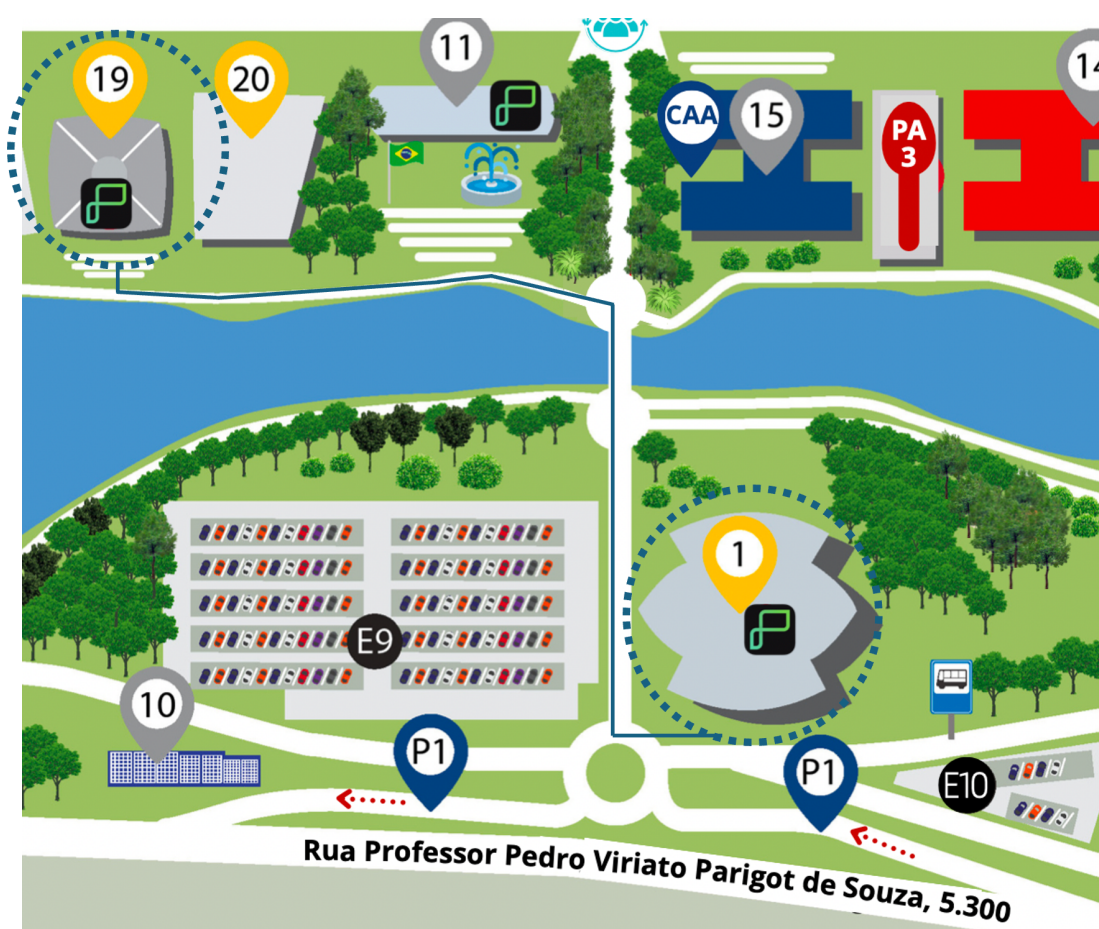 19
20
11
CAA
15
PA
3
14
1
E9
10
P1
P1
E10
Rua Professor Pedro Viriato Parigot de Souza, 5.300